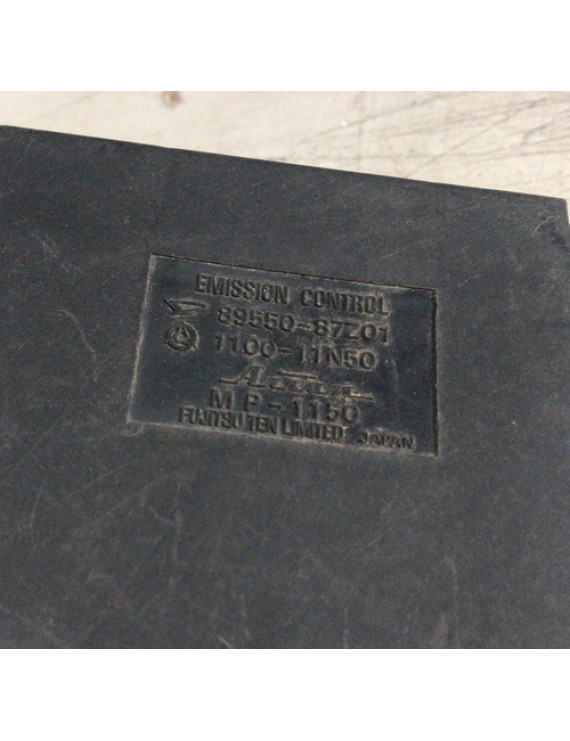 EMISSION CONTROL
89550-87Z01
1100-11N50
MP-1150
FUJITSU TEN LIMITED JAPAN